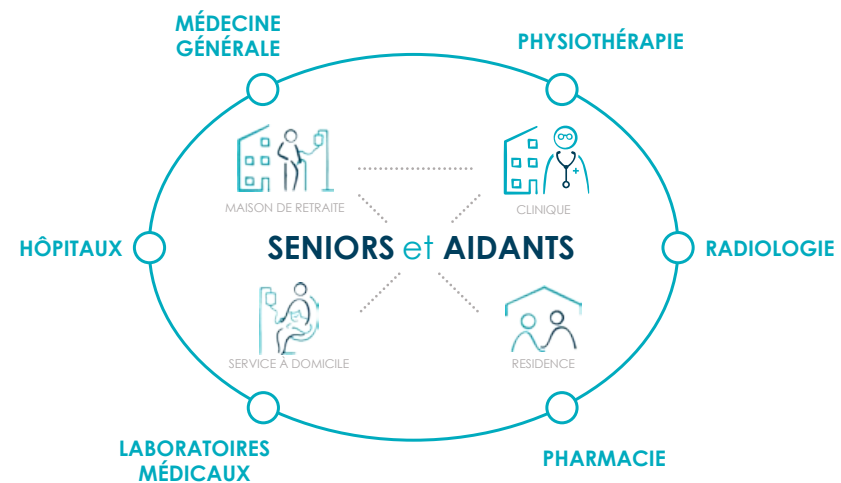 MÉDECINE
GÉNÉRALE
PHYSIOTHÉRAPIE
MAISON DE RETRAITE
CLINIQUE
HÔPITAUX
SENIORS et AIDANTS
RADIOLOGIE
SERVICE À DOMICILE
RESIDENCE
LABORATOIRES
MÉDICAUX
PHARMACIE